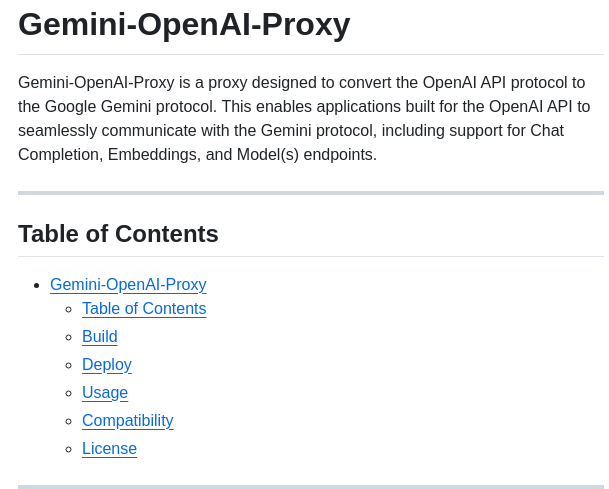 Gemini-OpenAI-Proxy
Gemini-OpenAI-Proxy is a proxy designed to convert the OpenAI API protocol to
the Google Gemini protocol. This enables applications built for the OpenAI API to
seamlessly communicate with the Gemini protocol, including support for Chat
Completion, Embeddings, and Model(s) endpoints.
Table of Contents
Gemini-OpenAI-Proxy
Table of Contents
Build
Deploy
Usage
Compatibility
License